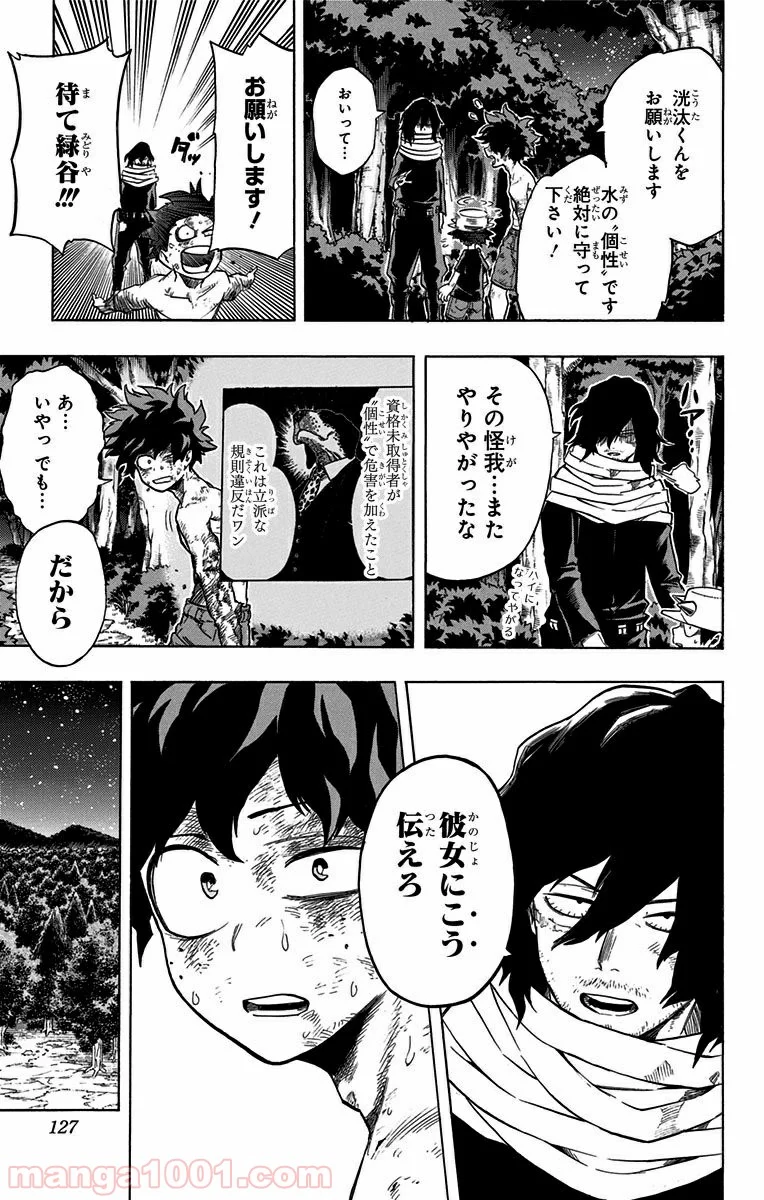 洸汰くんを
お願いします
水の“個性”です
絶対に守って
下さい！
おいって…
お願いします！
ダッ
待て緑谷!!!
その怪我…また
やりやがったな
ハイに
なってやがる
資格未取得者が
“個性”で危害を加えたこと
これは立派な
規則違反だワン
あ…
いやっ でも…
だから
彼女にこう
伝えろ
127
manga1001.com